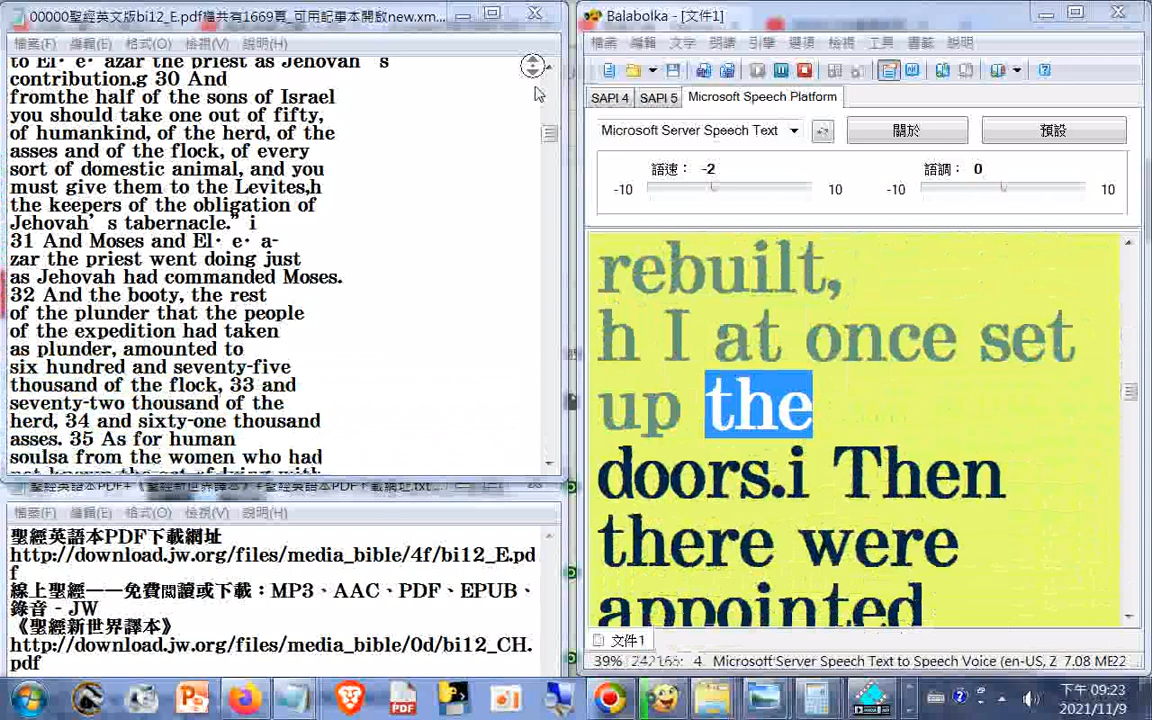 00000聖經英文版bi12_E.pdf檔共有1669頁_可用記事本開啟new.xm...
檔案(F) 編輯(E) 格式(O) 檢視(V) 說明(H)
to El·e·azar the priest as Jehovah’s
contribution.g 30 And
fromthe half of the sons of Israel
you should take one out of fifty,
of humankind, of the herd, of the
asses and of the flock, of every
sort of domestic animal, and you
must give them to the Levites,h
the keepers of the obligation of
Jehovah’s tabernacle.” i
31 And Moses and El·e·a-
zar the priest went doing just
as Jehovah had commanded Moses.
32 And the booty, the rest
of the plunder that the people
of the expedition had taken
as plunder, amounted to
six hundred and seventy-five
thousand of the flock, 33 and
seventy-two thousand of the
herd, 34 and sixty-one thousand
asses. 35 As for human
soulsa from the women who had
檔案(F) 編輯(E) 格式(O) 檢視(V) 說明(H)
聖經英語本PDF下載網址
http://download.jw.org/files/media_bible/4f/bi12_E.pd
f
線上聖經——免費閱讀或下載：MP3、AAC、PDF、EPUB、
錄音 - JW
《聖經新世界譯本》
http://download.jw.org/files/media_bible/0d/bi12_CH.
pdf
Balabolka - [文件1]
檔案 編輯 文字 朗讀 引擎 選項 檢視 工具 書籤 說明
SAPI 4 SAPI 5 Microsoft Speech Platform
Microsoft Server Speech Text 關於 預設
語速： -2 語調： 0
-10 10 -10 10
rebuilt,
h I at once set
up the
doors.i Then
there were
appointed
文件1
39% 4 Microsoft Server Speech Text to Speech Voice (en-US, Z 7.08 ME22
PDF
下午 09:23
2021/11/9